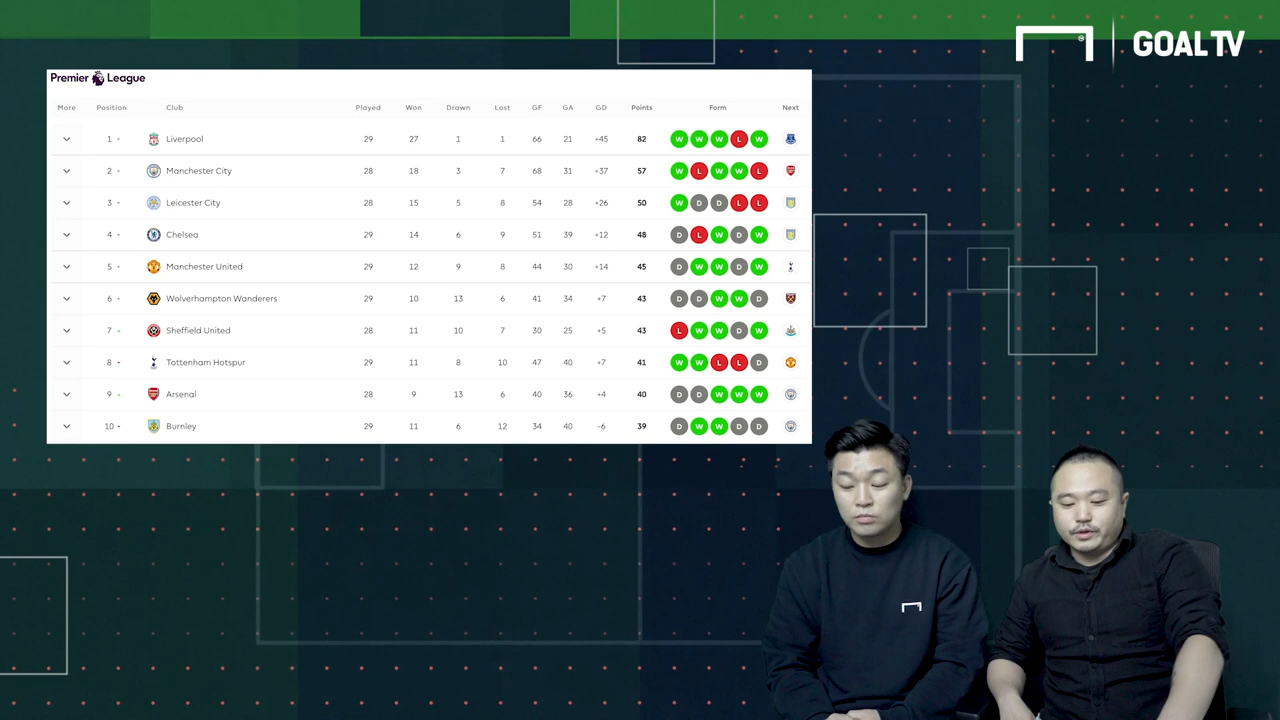 GOAL TV
Premier League
More Position Club Played Won Drawn Lost GF GA GD Points Form Next
1 Liverpool 29 27 1 1 66 21 +45 82 W W W L W
2 Manchester City 28 18 3 7 68 31 +37 57 W L W W L
3 Leicester City 28 15 5 8 54 28 +26 50 W D D L L
4 Chelsea 29 14 6 9 51 39 +12 48 D L W D W
5 Manchester United 29 12 9 8 44 30 +14 45 D W W D W
6 Wolverhampton Wanderers 29 10 13 6 41 34 +7 43 D D W W D
7 Sheffield United 28 11 10 7 30 25 +5 43 L W W D W
8 Tottenham Hotspur 29 11 8 10 47 40 +7 41 W W L L D
9 Arsenal 28 9 13 6 40 36 +4 40 D D W W W
10 Burnley 29 11 6 12 34 40 -6 39 D W W D D